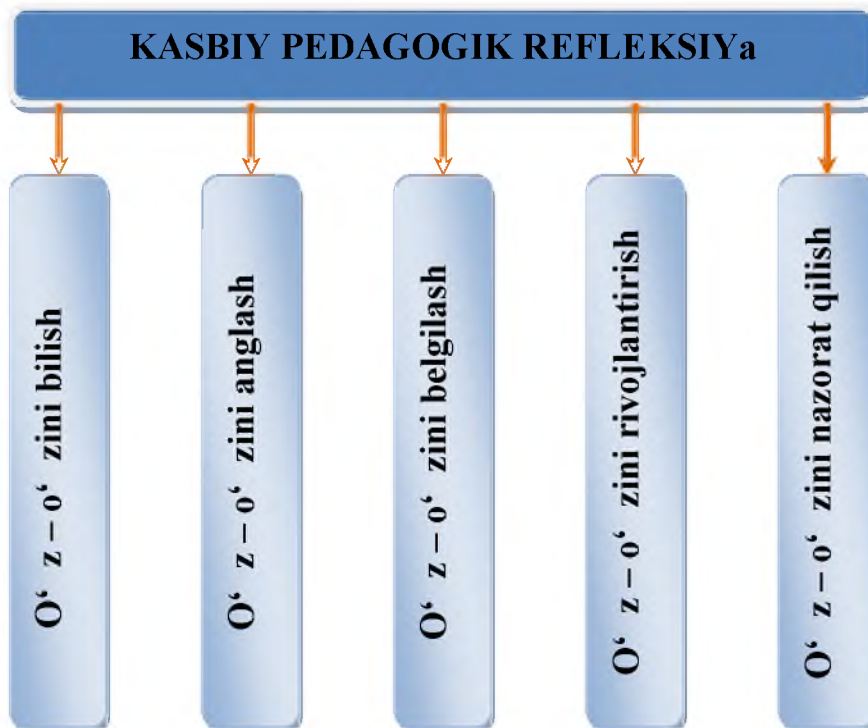 KASBIY PEDAGOGIK REFLEKSIYa
O‘ z – o‘ zini bilish
O‘ z – o‘ zini anglash
O‘ z – o‘ zini belgilash
O‘ z – o‘ zini rivojlantirish
O‘ z – o‘ zini nazorat qilish